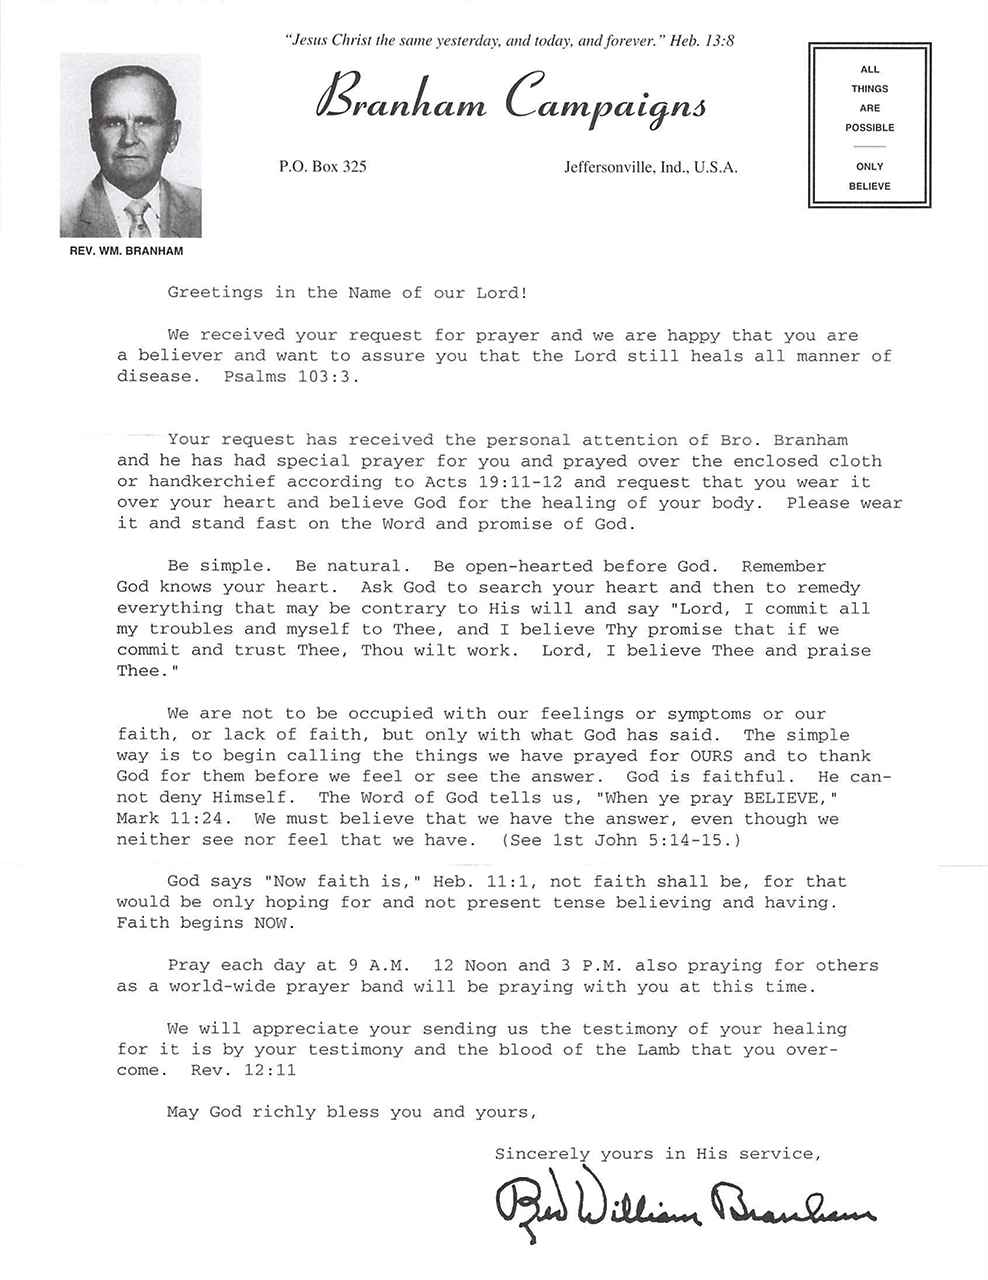 "Jesus Christ the same yesterday, and today, and forever." Heb. 13:8
Branham Campaigns
P.O. Box 325
Jeffersonville, Ind., U.S.A.
ALL
THINGS
ARE
POSSIBLE
ONLY
BELIEVE
REV. WM. BRANHAM
Greetings in the Name of our Lord!
We received your request for prayer and we are happy that you are
a believer and want to assure you that the Lord still heals all manner of
disease. Psalms 103:3.
Your request has received the personal attention of Bro. Branham
and he has had special prayer for you and prayed over the enclosed cloth
or handkerchief according to Acts 19:11-12 and request that you wear it
over your heart and believe God for the healing of your body. Please wear
it and stand fast on the Word and promise of God.
Be simple. Be natural. Be open-hearted before God. Remember
God knows your heart. Ask God to search your heart and then to remedy
everything that may be contrary to His will and say "Lord, I commit all
my troubles and myself to Thee, and I believe Thy promise that if we
commit and trust Thee, Thou wilt work. Lord, I believe Thee and praise
Thee."
We are not to be occupied with our feelings or symptoms or our
faith, or lack of faith, but only with what God has said. The simple
way is to begin calling the things we have prayed for OURS and to thank
God for them before we feel or see the answer. God is faithful. He can-
not deny Himself. The Word of God tells us, "When ye pray BELIEVE,"
Mark 11:24. We must believe that we have the answer, even though we
neither see nor feel that we have. (See 1st John 5:14-15.)
God says "Now faith is," Heb. 11:1, not faith shall be, for that
would be only hoping for and not present tense believing and having.
Faith begins NOW.
Pray each day at 9 A.M. 12 Noon and 3 P.M. also praying for others
as a world-wide prayer band will be praying with you at this time.
We will appreciate your sending us the testimony of your healing
for it is by your testimony and the blood of the Lamb that you over-
come. Rev. 12:11
May God richly bless you and yours,
Sincerely yours in His service,
Rev William Branham